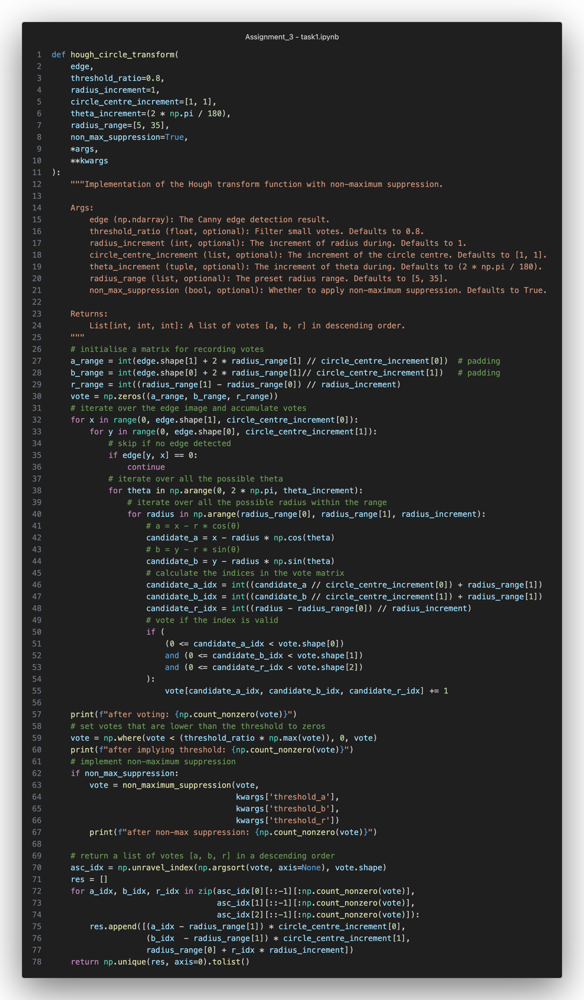 Assignment_3 - task1.ipynb
1 def hough_circle_transform(
2     edge,
3     threshold_ratio=0.8,
4     radius_increment=1,
5     circle_centre_increment=[1, 1],
6     theta_increment=(2 * np.pi / 180),
7     radius_range=[5, 35],
8     non_max_suppression=True,
9     *args,
10     **kwargs
11 ):
12     """Implementation of the Hough transform function with non-maximum suppression.
13
14     Args:
15         edge (np.ndarray): The Canny edge detection result.
16         threshold_ratio (float, optional): Filter small votes. Defaults to 0.8.
17         radius_increment (int, optional): The increment of radius during. Defaults to 1.
18         circle_centre_increment (list, optional): The increment of the circle centre. Defaults to [1, 1].
19         theta_increment (tuple, optional): The increment of theta during. Defaults to (2 * np.pi / 180).
20         radius_range (list, optional): The preset radius range. Defaults to [5, 35].
21         non_max_suppression (bool, optional): Whether to apply non-maximum suppression. Defaults to True.
22
23     Returns:
24         List[int, int, int]: A list of votes [a, b, r] in descending order.
25     """
26     # initialise a matrix for recording votes
27     a_range = int(edge.shape[1] + 2 * radius_range[1] // circle_centre_increment[0])  # padding
28     b_range = int(edge.shape[0] + 2 * radius_range[1]// circle_centre_increment[1])   # padding
29     r_range = int((radius_range[1] - radius_range[0]) // radius_increment)
30     vote = np.zeros((a_range, b_range, r_range))
31     # iterate over the edge image and accumulate votes
32     for x in range(0, edge.shape[1], circle_centre_increment[0]):
33         for y in range(0, edge.shape[0], circle_centre_increment[1]):
34             # skip if no edge detected
35             if edge[y, x] == 0:
36                 continue
37             # iterate over all the possible theta
38             for theta in np.arange(0, 2 * np.pi, theta_increment):
39                 # iterate over all the possible radius within the range
40                 for radius in np.arange(radius_range[0], radius_range[1], radius_increment):
41                     # a = x − r * cos(θ)
42                     candidate_a = x - radius * np.cos(theta)
43                     # b = y − r * sin(θ)
44                     candidate_b = y - radius * np.sin(theta)
45                     # calculate the indices in the vote matrix
46                     candidate_a_idx = int((candidate_a // circle_centre_increment[0]) + radius_range[1])
47                     candidate_b_idx = int((candidate_b // circle_centre_increment[1]) + radius_range[1])
48                     candidate_r_idx = int((radius - radius_range[0]) // radius_increment)
49                     # vote if the index is valid
50                     if (
51                         (0 <= candidate_a_idx < vote.shape[0])
52                         and (0 <= candidate_b_idx < vote.shape[1])
53                         and (0 <= candidate_r_idx < vote.shape[2])
54                     ):
55                         vote[candidate_a_idx, candidate_b_idx, candidate_r_idx] += 1
56
57     print(f"after voting: {np.count_nonzero(vote)}")
58     # set votes that are lower than the threshold to zeros
59     vote = np.where(vote < (threshold_ratio * np.max(vote)), 0, vote)
60     print(f"after implying threshold: {np.count_nonzero(vote)}")
61     # implement non-maximum suppression
62     if non_max_suppression:
63         vote = non_maximum_suppression(vote,
64                                        kwargs['threshold_a'],
65                                        kwargs['threshold_b'],
66                                        kwargs['threshold_r'])
67         print(f"after non-max suppression: {np.count_nonzero(vote)}")
68
69     # return a list of votes [a, b, r] in a descending order
70     asc_idx = np.unravel_index(np.argsort(vote, axis=None), vote.shape)
71     res = []
72     for a_idx, b_idx, r_idx in zip(asc_idx[0][::-1][:np.count_nonzero(vote)],
73                                    asc_idx[1][::-1][:np.count_nonzero(vote)],
74                                    asc_idx[2][::-1][:np.count_nonzero(vote)]):
75         res.append([(a_idx - radius_range[1]) * circle_centre_increment[0],
76                     (b_idx  - radius_range[1]) * circle_centre_increment[1],
77                     radius_range[0] + r_idx * radius_increment])
78     return np.unique(res, axis=0).tolist()